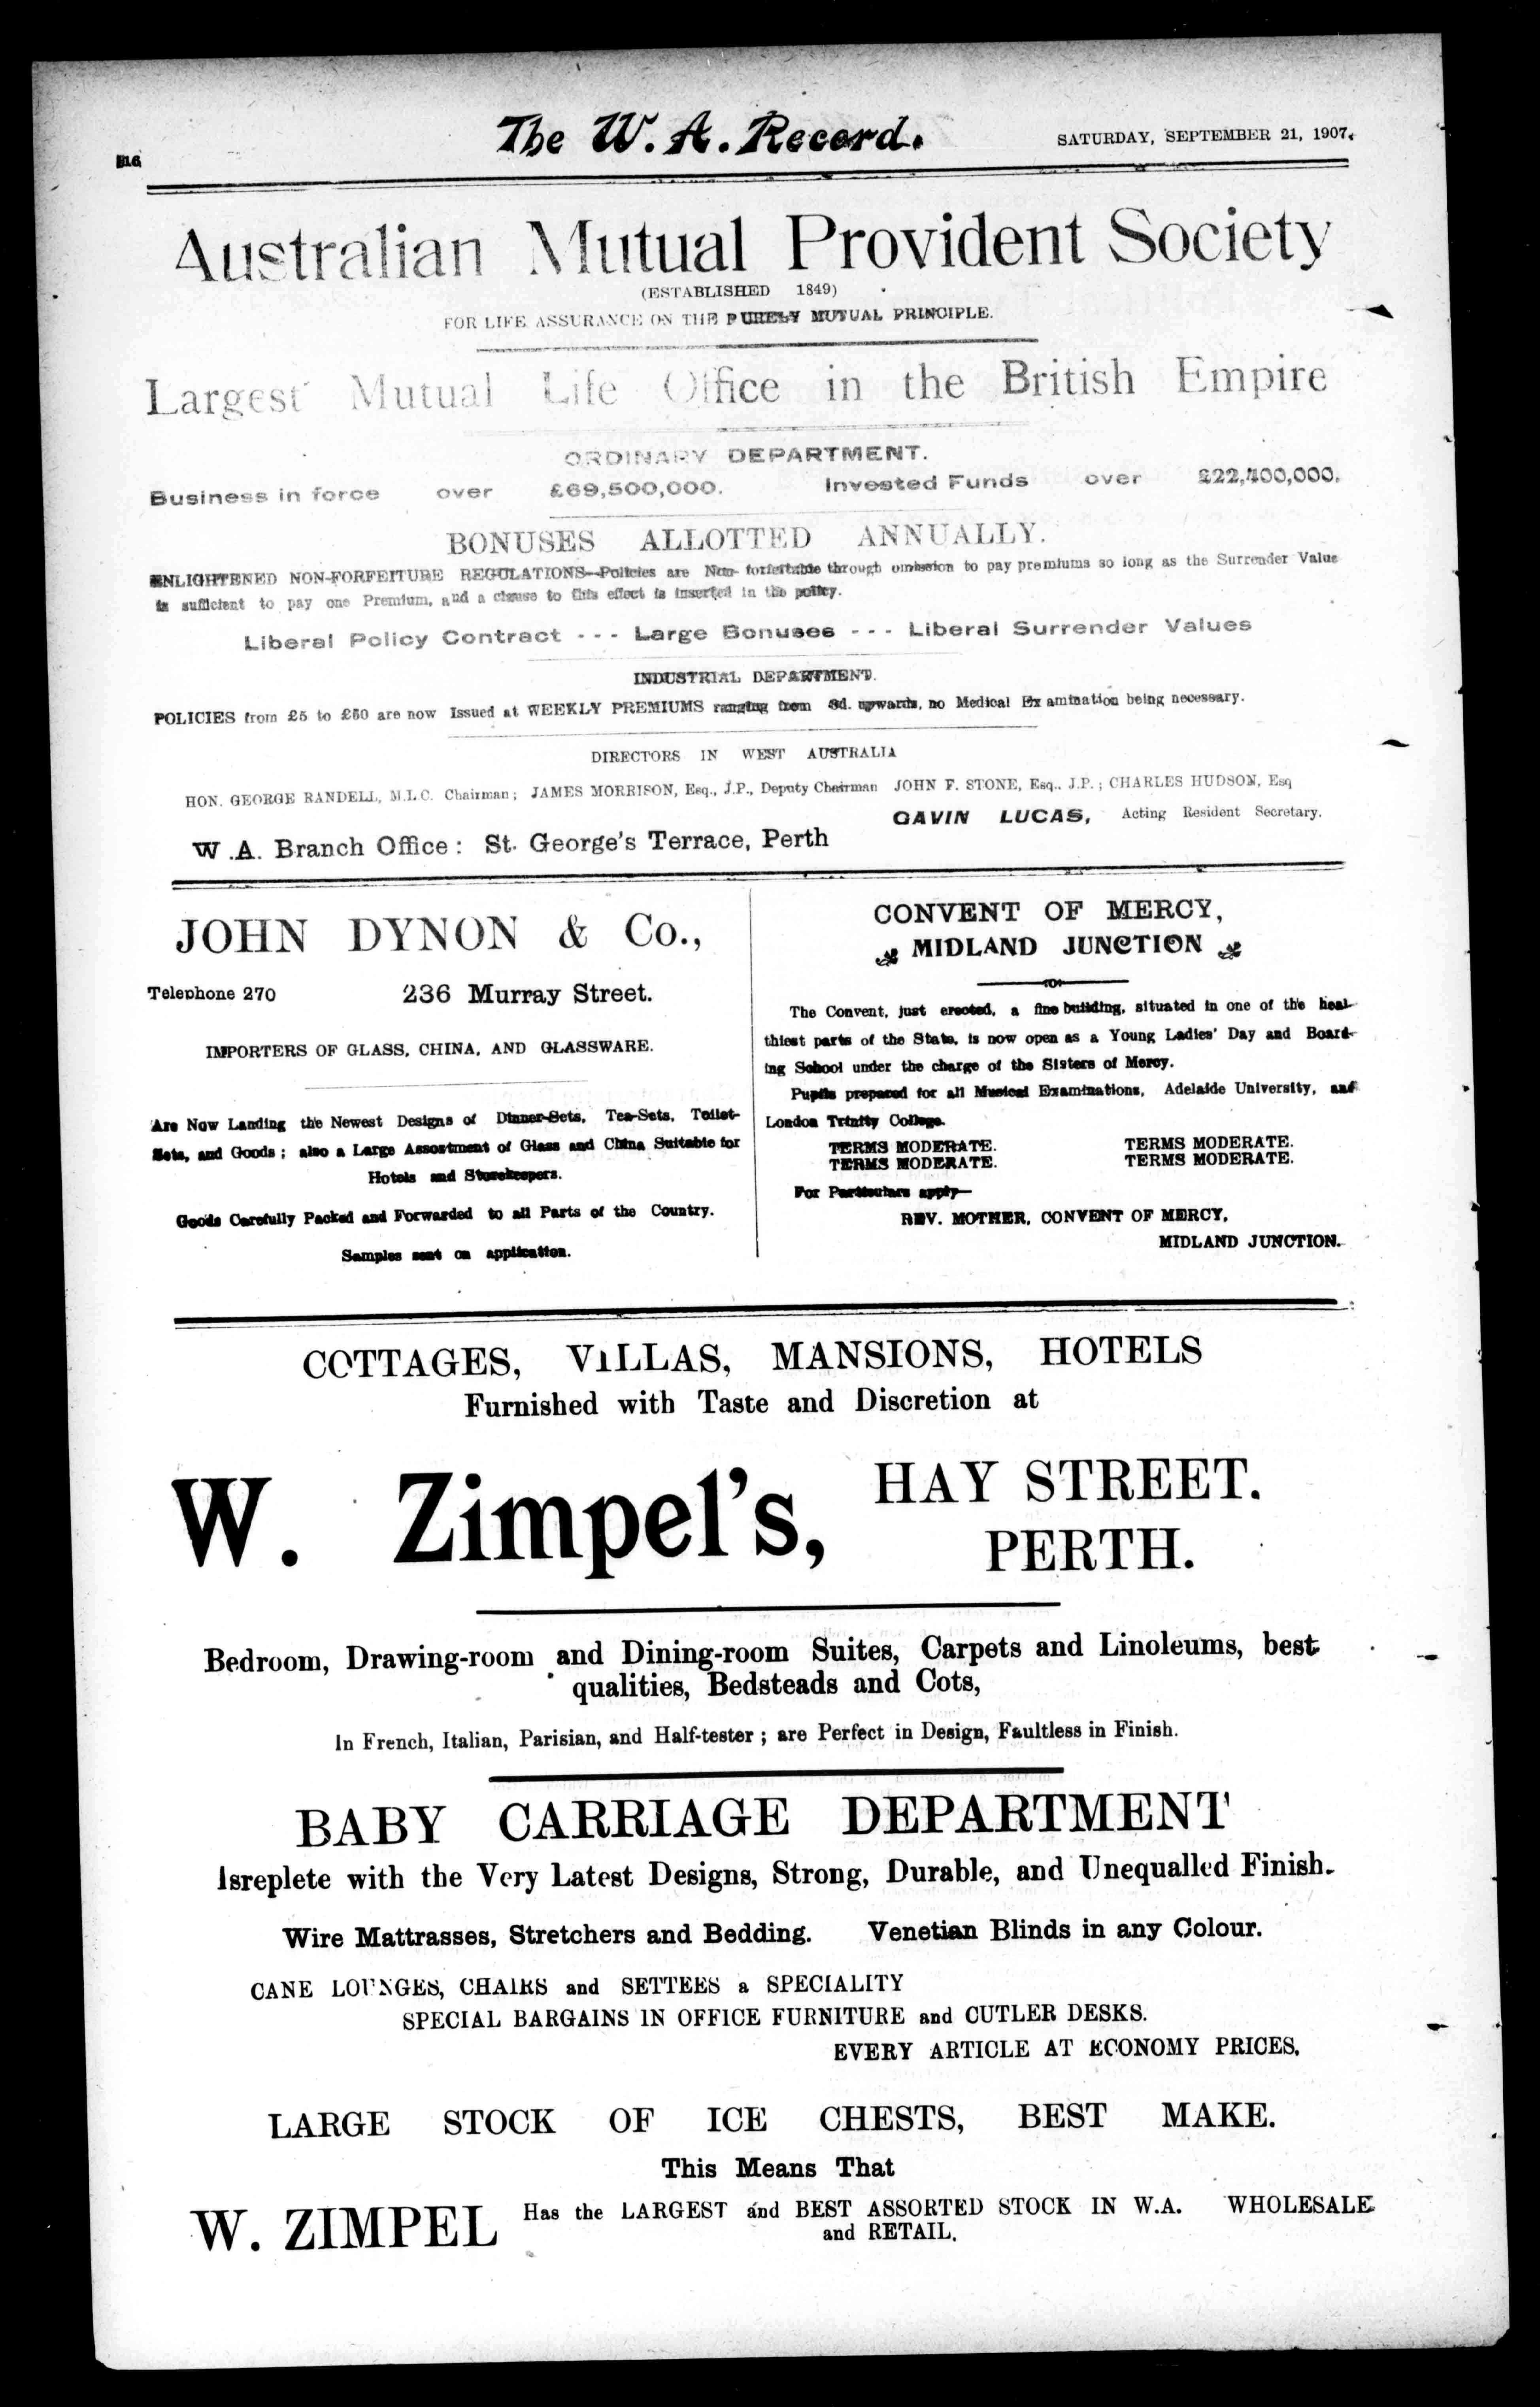 The W. A. Record.
SATURDAY, SEPTEMBER 21, 1907.
16
Australian Mutual Provident Society
(ESTABLISHED 1849)
FOR LIFE ASSURANCE ON THE PURELY MUTUAL PRINCIPLE.
Largest Mutual Life Office in the British Empire
ORDINARY DEPARTMENT.
Business in force over £69,500,000. Invested Funds over £22,400,000.
BONUSES ALLOTTED ANNUALLY.
ENLIGHTENED NON-FORFEITURE REGULATIONS--Policies are Non- forfeitable through omission to pay premiums so long as the Surrender Value
is sufficient to pay one Premium, and a clause to this effect is inserted in the policy.
Liberal Policy Contract - - - Large Bonuses - - - Liberal Surrender Values
INDUSTRIAL DEPARTMENT.
POLICIES from £5 to £50 are now Issued at WEEKLY PREMIUMS ranging from 3d. upwards, no Medical Examination being necessary.
DIRECTORS IN WEST AUSTRALIA
HON. GEORGE RANDELL, M.L.C. Chairman; JAMES MORRISON, Esq., J.P., Deputy Chairman JOHN F. STONE, Esq.. J.P.; CHARLES HUDSON, Esq
GAVIN LUCAS, Acting Resident Secretary.
W.A. Branch Office: St. George's Terrace, Perth
JOHN DYNON & Co.,
Telephone 270 236 Murray Street.
IMPORTERS OF GLASS, CHINA, AND GLASSWARE.
Are Now Landing the Newest Designs of Dinner-Sets, Tea-Sets, Toilet-
Sets, and Goods; also a Large Assortment of Glass and China Suitable for
Hotels and Storekeepers.
Goods Carefully Packed and Forwarded to all Parts of the Country.
Samples sent on application.
CONVENT OF MERCY,
MIDLAND JUNCTION
The Convent, just erected, a fine building, situated in one of the heal-
thiest parts of the State, is now open as a Young Ladies' Day and Board-
ing School under the charge of the Sisters of Mercy.
Pupils prepared for all Musical Examinations, Adelaide University, and
London Trinity College.
TERMS MODERATE. TERMS MODERATE.
TERMS MODERATE. TERMS MODERATE.
For Particulars apply—
REV. MOTHER, CONVENT OF MERCY,
MIDLAND JUNCTION.
COTTAGES, VILLAS, MANSIONS, HOTELS
Furnished with Taste and Discretion at
W. Zimpel's, HAY STREET.
PERTH.
Bedroom, Drawing-room and Dining-room Suites, Carpets and Linoleums, best
qualities, Bedsteads and Cots,
In French, Italian, Parisian, and Half-tester; are Perfect in Design, Faultless in Finish.
BABY CARRIAGE DEPARTMENT
Isreplete with the Very Latest Designs, Strong, Durable, and Unequalled Finish.
Wire Mattrasses, Stretchers and Bedding. Venetian Blinds in any Colour.
CANE LOUNGES, CHAIRS and SETTEES a SPECIALITY
SPECIAL BARGAINS IN OFFICE FURNITURE and CUTLER DESKS.
EVERY ARTICLE AT ECONOMY PRICES.
LARGE STOCK OF ICE CHESTS, BEST MAKE.
This Means That
W. ZIMPEL Has the LARGEST and BEST ASSORTED STOCK IN W.A. WHOLESALE
and RETAIL.